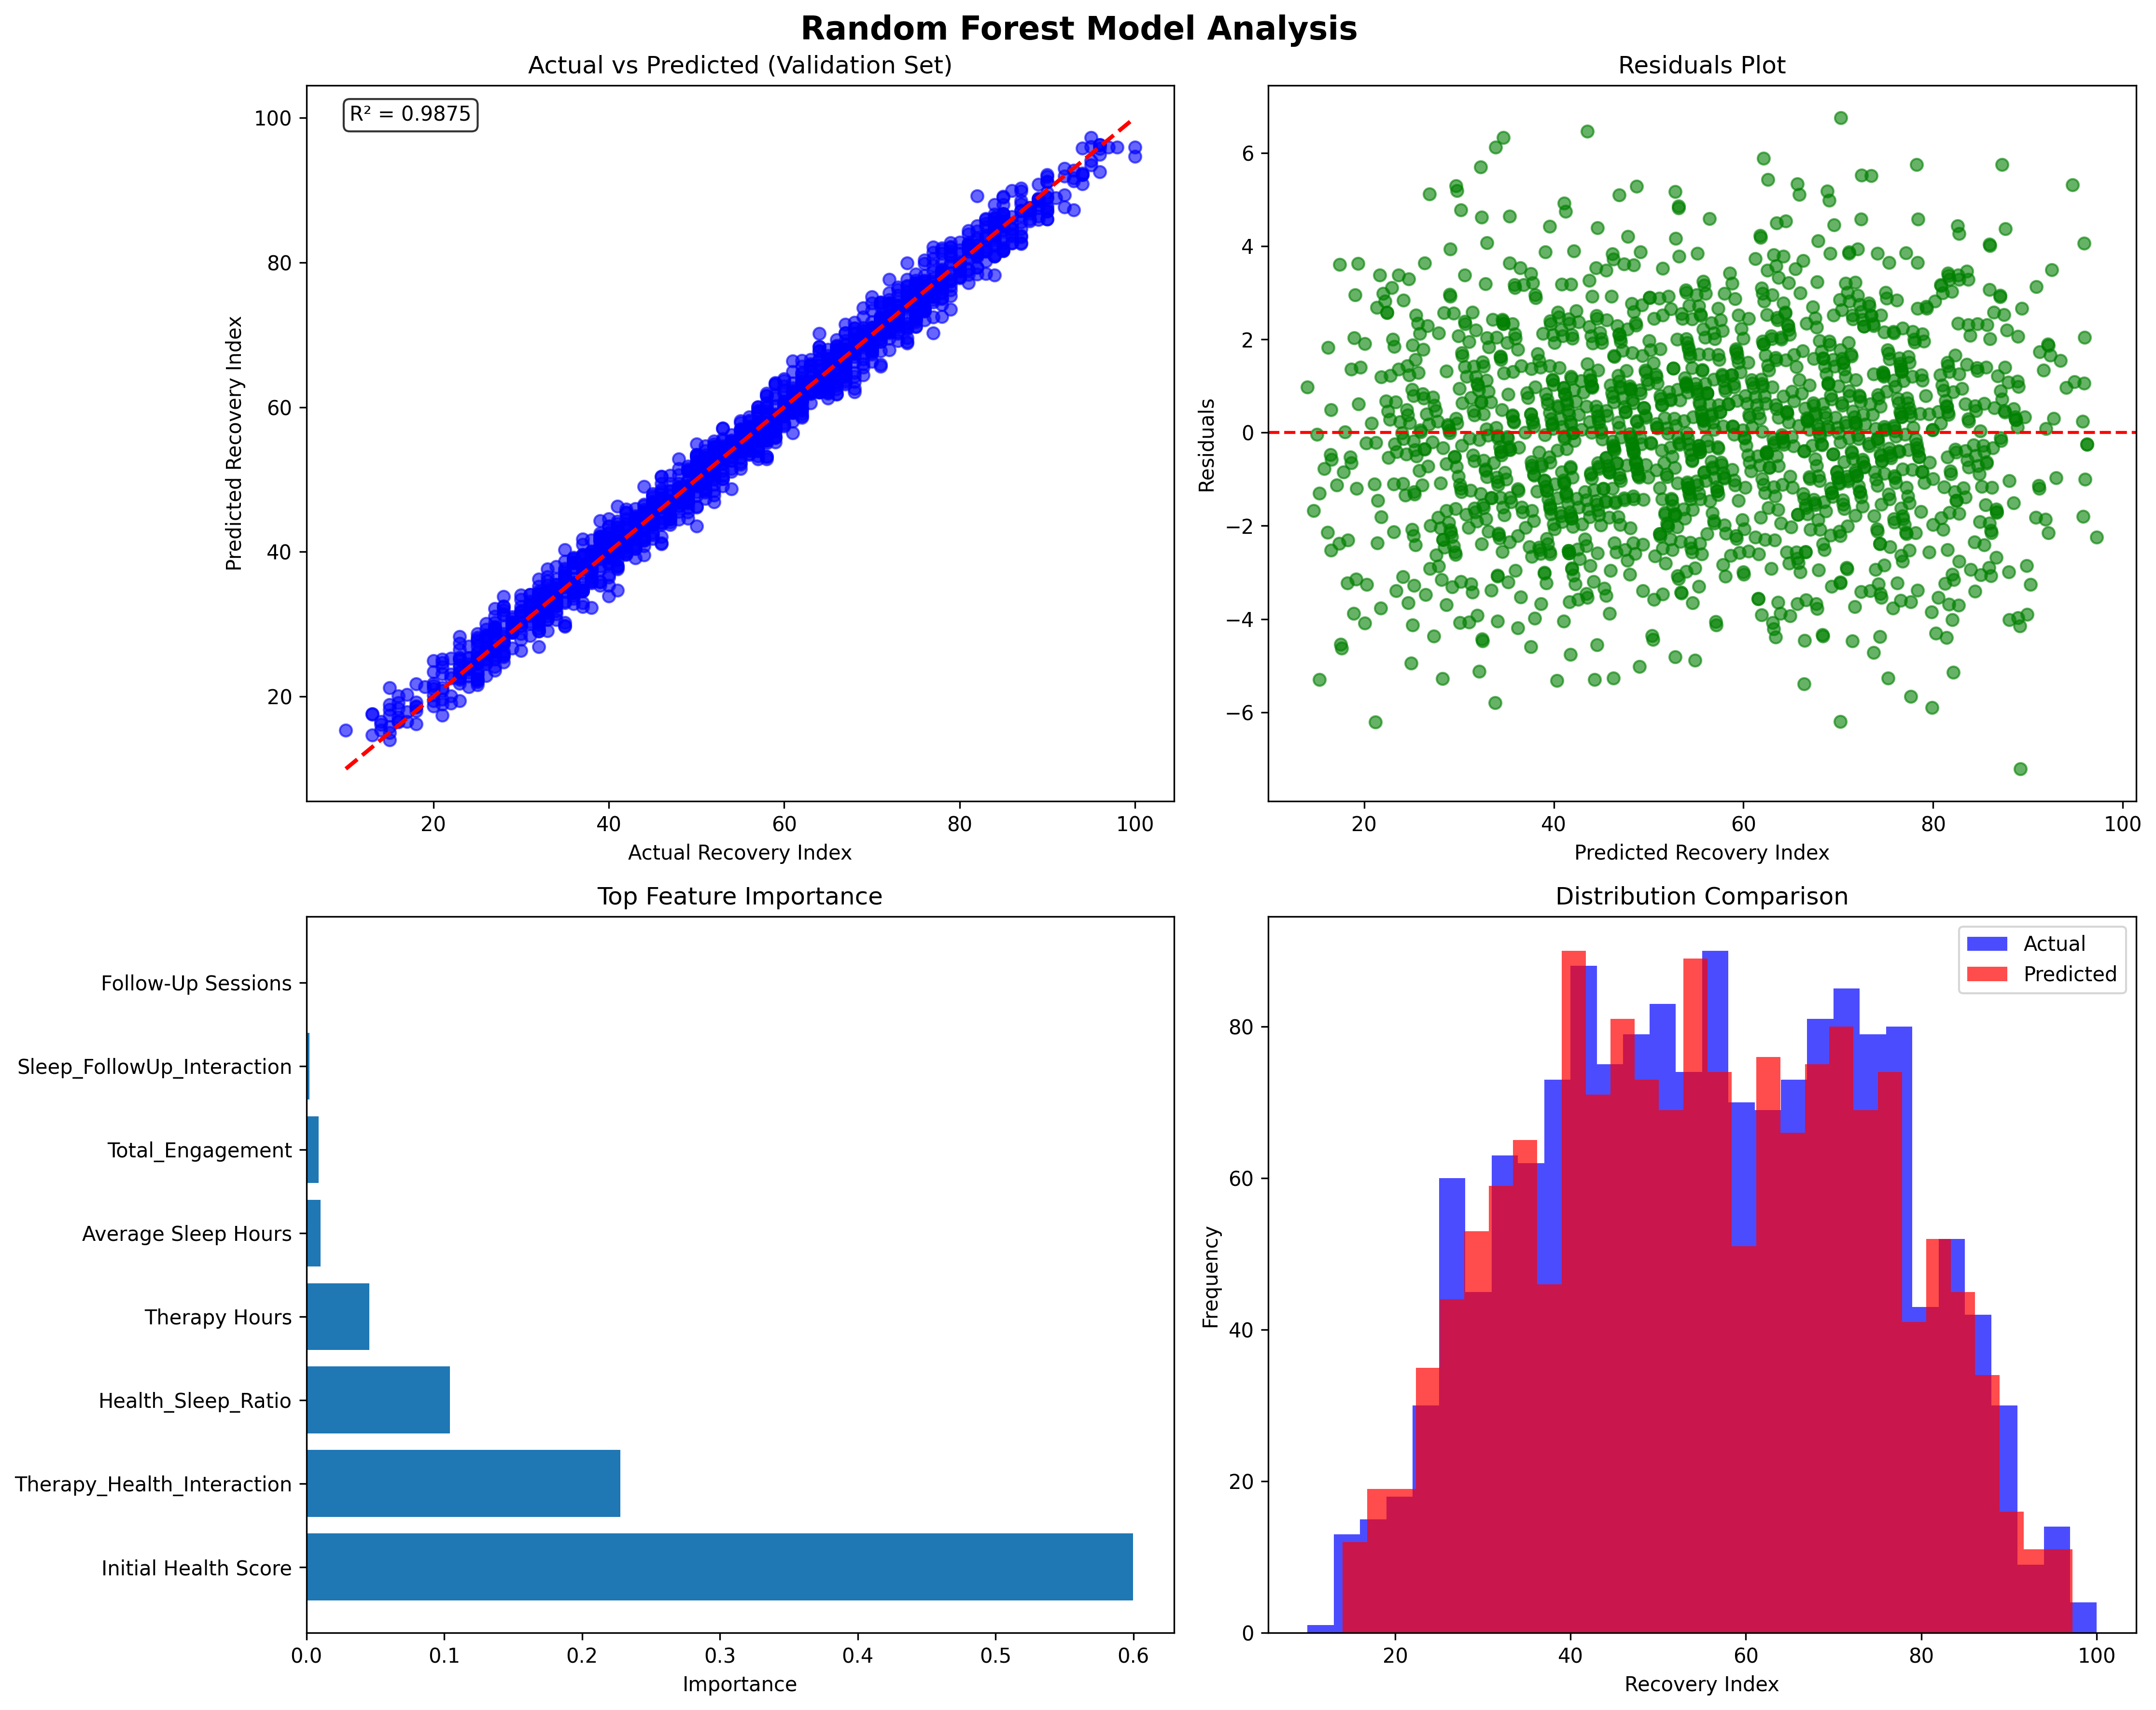 Random Forest Model Analysis
Actual vs Predicted (Validation Set)
R² = 0.9875
100
80
60
40
20
Predicted Recovery Index
20 40 60 80 100
Actual Recovery Index
Residuals Plot
6
4
2
0
−2
−4
−6
Residuals
20 40 60 80 100
Predicted Recovery Index
Top Feature Importance
Follow-Up Sessions
Sleep_FollowUp_Interaction
Total_Engagement
Average Sleep Hours
Therapy Hours
Health_Sleep_Ratio
Therapy_Health_Interaction
Initial Health Score
0.0 0.1 0.2 0.3 0.4 0.5 0.6
Importance
Distribution Comparison
Actual
Predicted
80
60
40
20
0
Frequency
20 40 60 80 100
Recovery Index